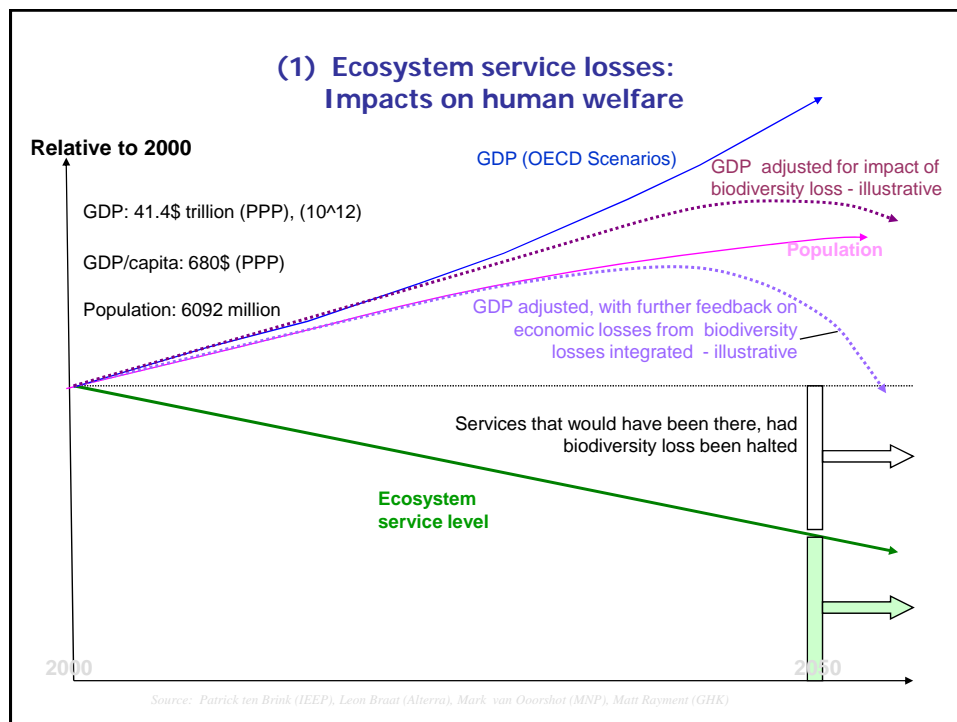 (1) Ecosystem service losses:
Impacts on human welfare
Relative to 2000
GDP (OECD Scenarios)
GDP adjusted for impact of
biodiversity loss - illustrative
GDP: 41.4$ trillion (PPP), (10^12)
GDP/capita: 680$ (PPP)
Population: 6092 million
Population
GDP adjusted, with further feedback on
economic losses from biodiversity
losses integrated - illustrative
Services that would have been there, had
biodiversity loss been halted
Ecosystem
service level
2000
2050
Source: Patrick ten Brink (IEEP), Leon Braat (Alterra), Mark van Ooorshot (MNP), Matt Rayment (GHK)